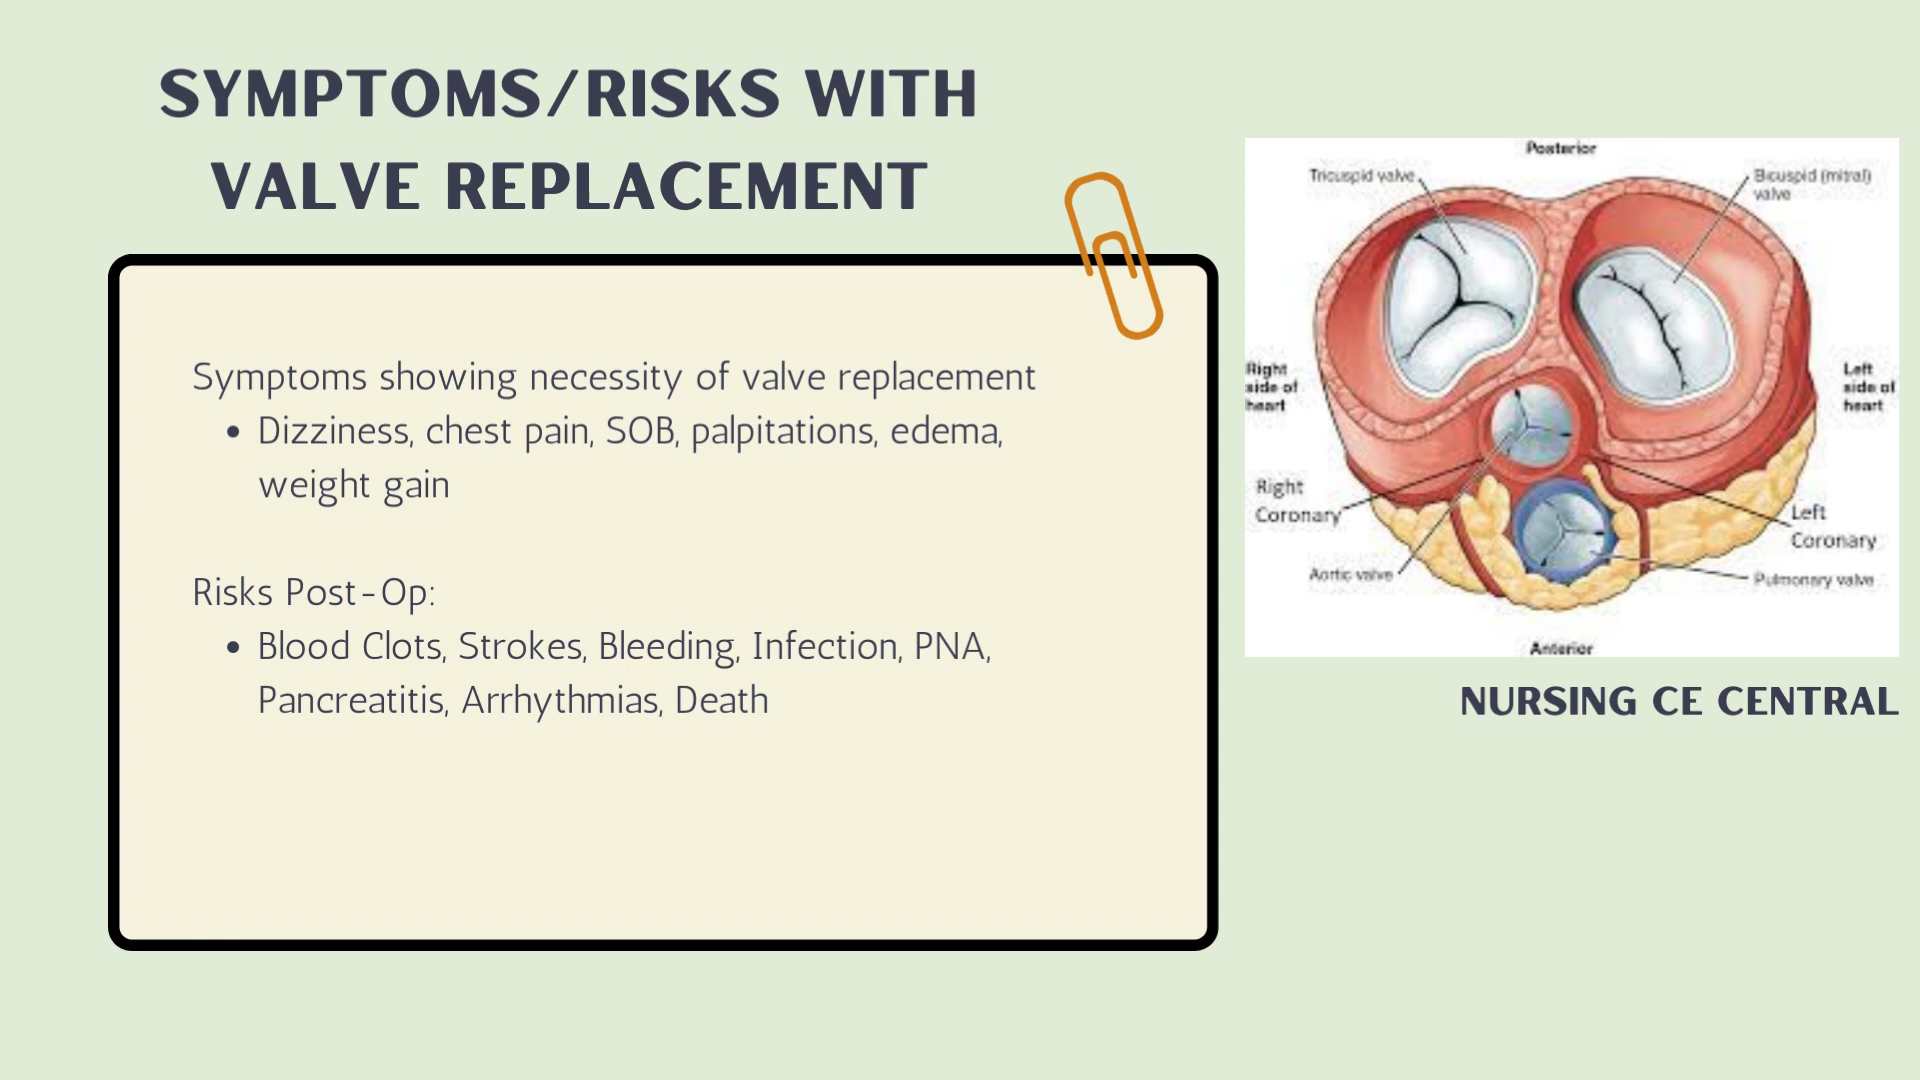 SYMPTOMS/RISKS WITH
VALVE REPLACEMENT
Symptoms showing necessity of valve replacement
• Dizziness, chest pain, SOB, palpitations, edema,
weight gain
Risks Post-Op:
• Blood Clots, Strokes, Bleeding, Infection, PNA,
Pancreatitis, Arrhythmias, Death
Posterior
Tricuspid valve
Bicuspid (mitral)
valve
Right
side of
heart
Left
side of
heart
Right
Coronary
Left
Coronary
Aortic valve
Pulmonary valve
Anterior
NURSING CE CENTRAL